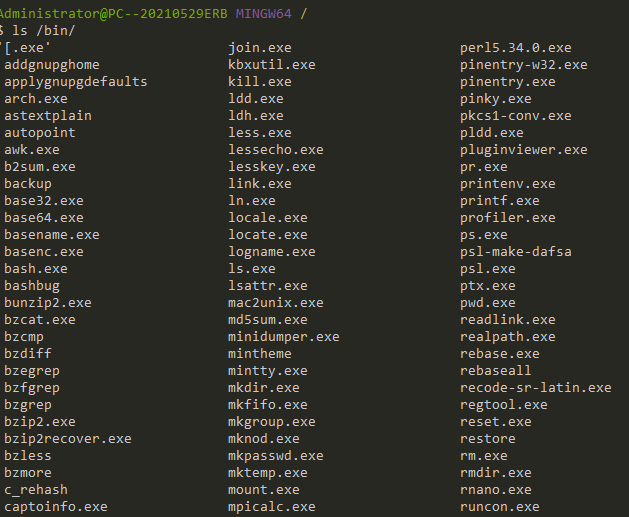 Administrator@PC--20210529ERB MINGW64 /
$ ls /bin/
'[.exe' join.exe perl5.34.0.exe
addgnupghome kbxutil.exe pinentry-w32.exe
applygnupgdefaults kill.exe pinentry.exe
arch.exe ldd.exe pinky.exe
astextplain ldh.exe pkcs1-conv.exe
autopoint less.exe pldd.exe
awk.exe lessecho.exe pluginviewer.exe
b2sum.exe lesskey.exe pr.exe
backup link.exe printenv.exe
base32.exe ln.exe printf.exe
base64.exe locale.exe profiler.exe
basename.exe locate.exe ps.exe
basenc.exe logname.exe psl-make-dafsa
bash.exe ls.exe psl.exe
bashbug lsattr.exe ptx.exe
bunzip2.exe mac2unix.exe pwd.exe
bzcat.exe md5sum.exe readlink.exe
bzcmp minidumper.exe realpath.exe
bzdiff mintheme rebase.exe
bzegrep mintty.exe rebaseall
bzfgrep mkdir.exe recode-sr-latin.exe
bzgrep mkfifo.exe regtool.exe
bzip2.exe mkgroup.exe reset.exe
bzip2recover.exe mknod.exe restore
bzless mkpasswd.exe rm.exe
bzmore mktemp.exe rmdir.exe
c_rehash mount.exe rnano.exe
captoinfo.exe mpicalc.exe runcon.exe